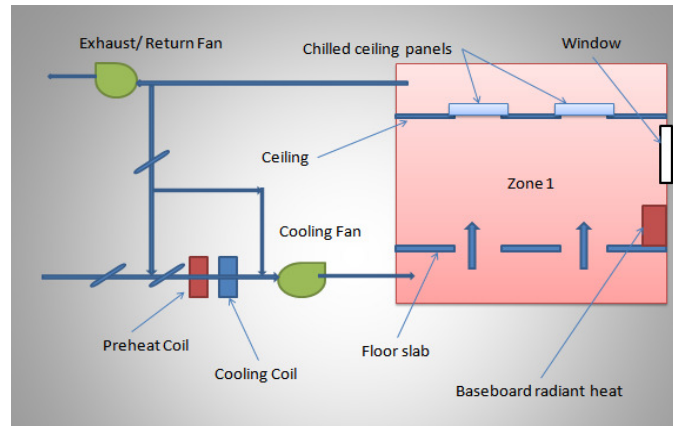 Exhaust/ Return Fan
Chilled ceiling panels
Window
Ceiling
Zone 1
Cooling Fan
Preheat Coil
Cooling Coil
Floor slab
Baseboard radiant heat